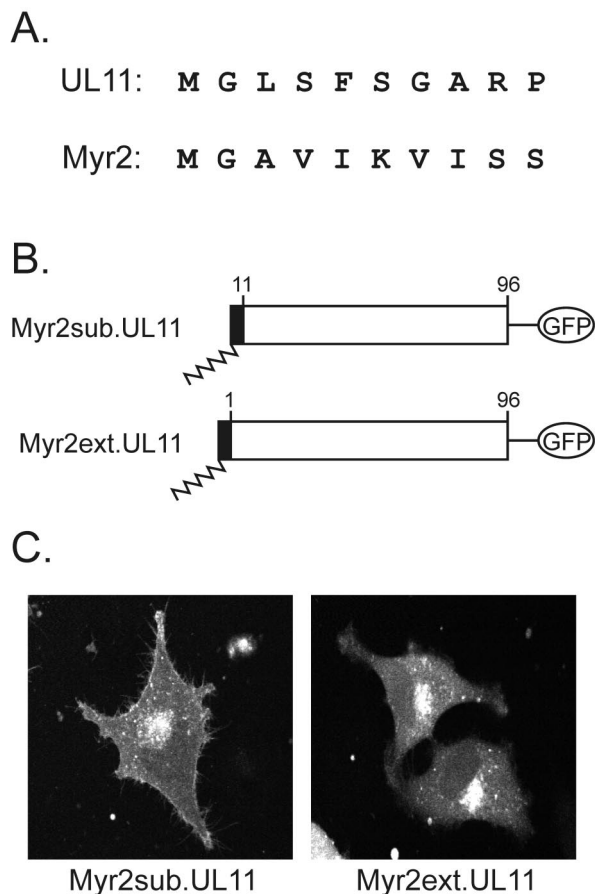 A.
UL11: M G L S F S G A R P
Myr2: M G A V I K V I S S
B.
11 96
Myr2sub.UL11 GFP
1 96
Myr2ext.UL11 GFP
C.
Myr2sub.UL11 Myr2ext.UL11